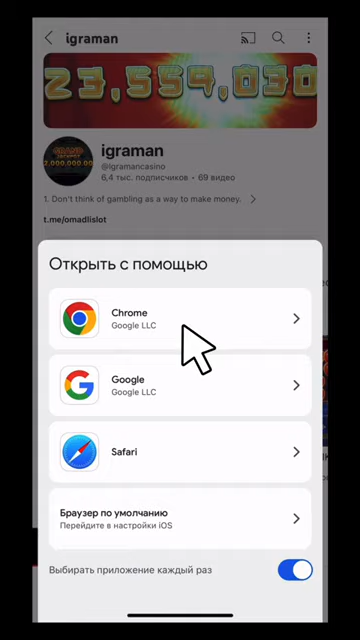 igraman
23,559,030
GRAND
igraman
@igramancasino
6,4 тыс. подписчиков • 69 видео
1. Don't think of gambling as a way to make money.
t.me/omadlislot
Открыть с помощью
Chrome
Google LLC
Google
Google LLC
Safari
Браузер по умолчанию
Перейдите в настройки iOS
Выбирать приложение каждый раз